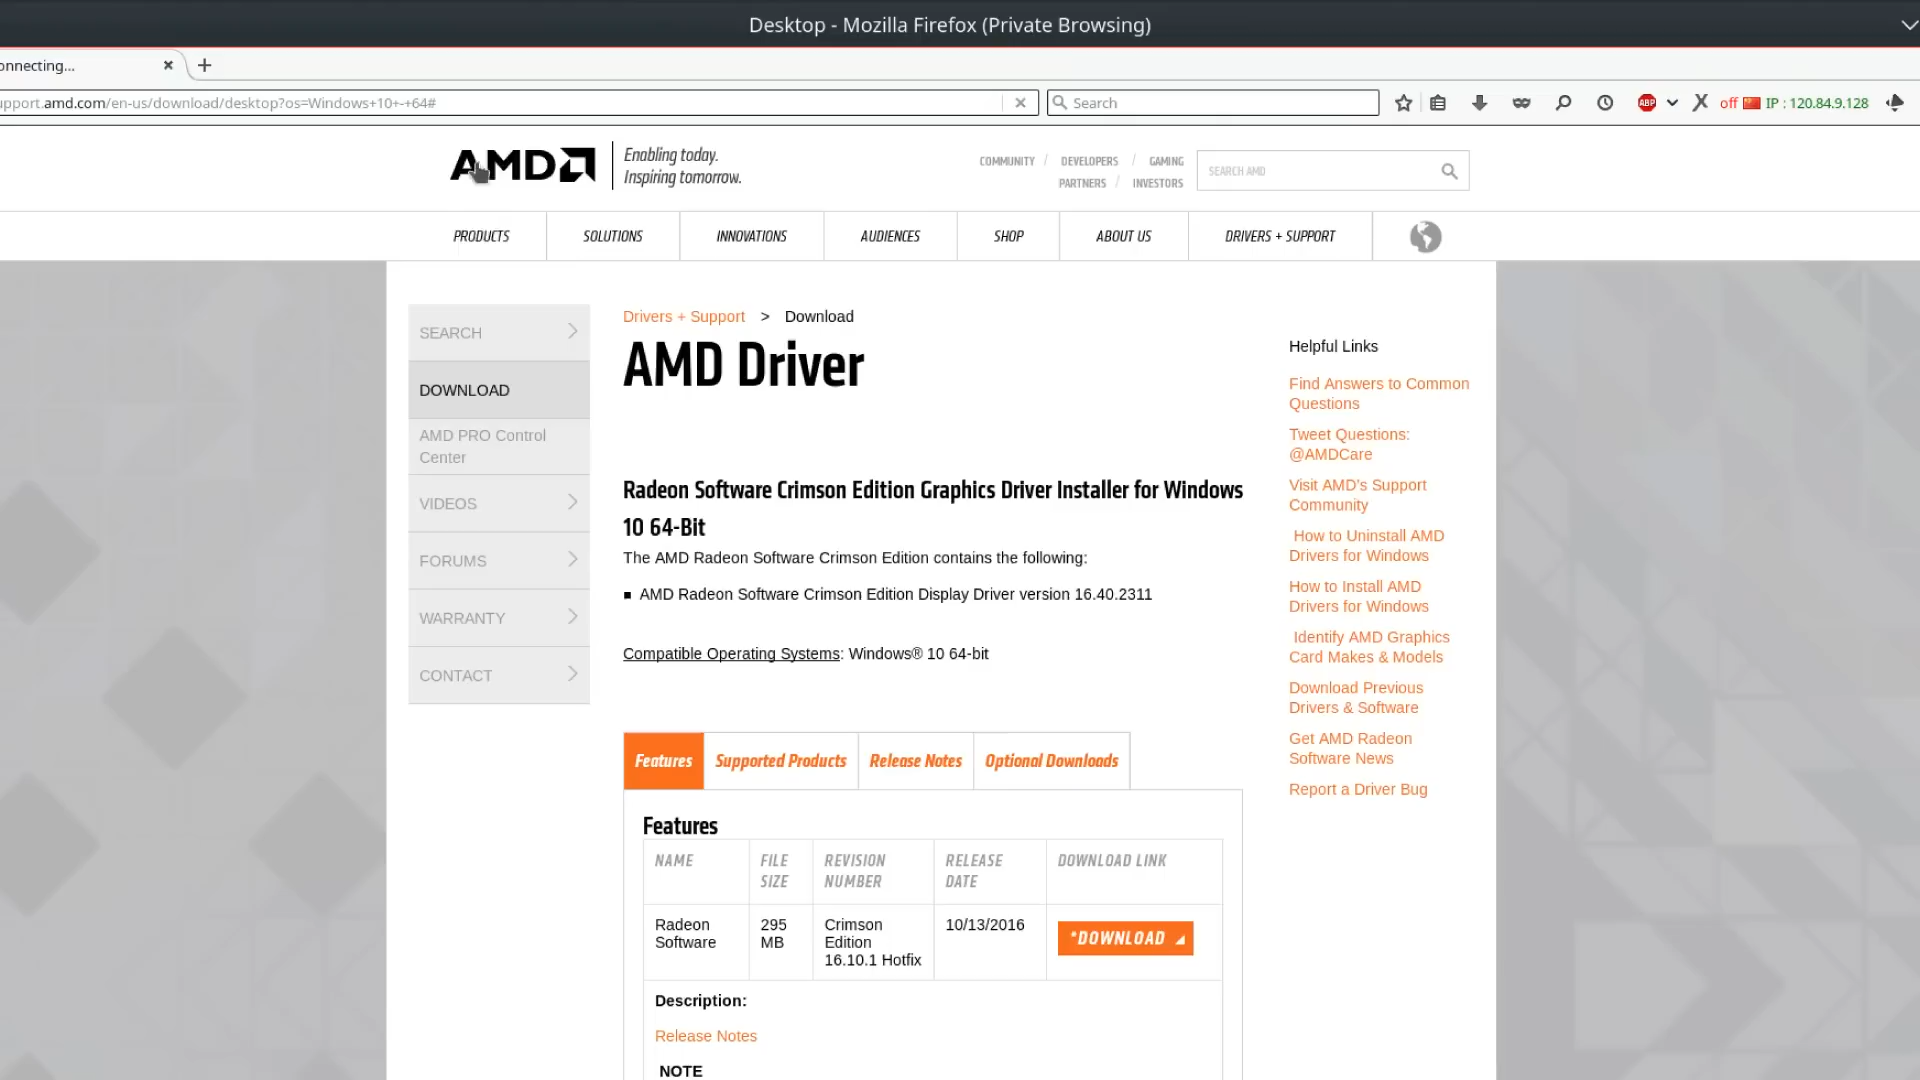 Desktop - Mozilla Firefox (Private Browsing)
onnecting...
pport.amd.com/en-us/download/desktop?os=Windows+10+-+64#
Search
ABP
off
IP : 120.84.9.128
AMD
Enabling today.
Inspiring tomorrow.
COMMUNITY / DEVELOPERS / GAMING
PARTNERS / INVESTORS
SEARCH AMD
PRODUCTS
SOLUTIONS
INNOVATIONS
AUDIENCES
SHOP
ABOUT US
DRIVERS + SUPPORT
SEARCH
DOWNLOAD
AMD PRO Control
Center
VIDEOS
FORUMS
WARRANTY
CONTACT
Drivers + Support > Download
AMD Driver
Radeon Software Crimson Edition Graphics Driver Installer for Windows
10 64-Bit
The AMD Radeon Software Crimson Edition contains the following:
▪ AMD Radeon Software Crimson Edition Display Driver version 16.40.2311
Compatible Operating Systems: Windows® 10 64-bit
Features
Supported Products
Release Notes
Optional Downloads
Features
NAME
FILE
SIZE
REVISION
NUMBER
RELEASE
DATE
DOWNLOAD LINK
Radeon
Software
295
MB
Crimson
Edition
16.10.1 Hotfix
10/13/2016
*DOWNLOAD
Description:
Release Notes
NOTE
Helpful Links
Find Answers to Common
Questions
Tweet Questions:
@AMDCare
Visit AMD's Support
Community
How to Uninstall AMD
Drivers for Windows
How to Install AMD
Drivers for Windows
Identify AMD Graphics
Card Makes & Models
Download Previous
Drivers & Software
Get AMD Radeon
Software News
Report a Driver Bug